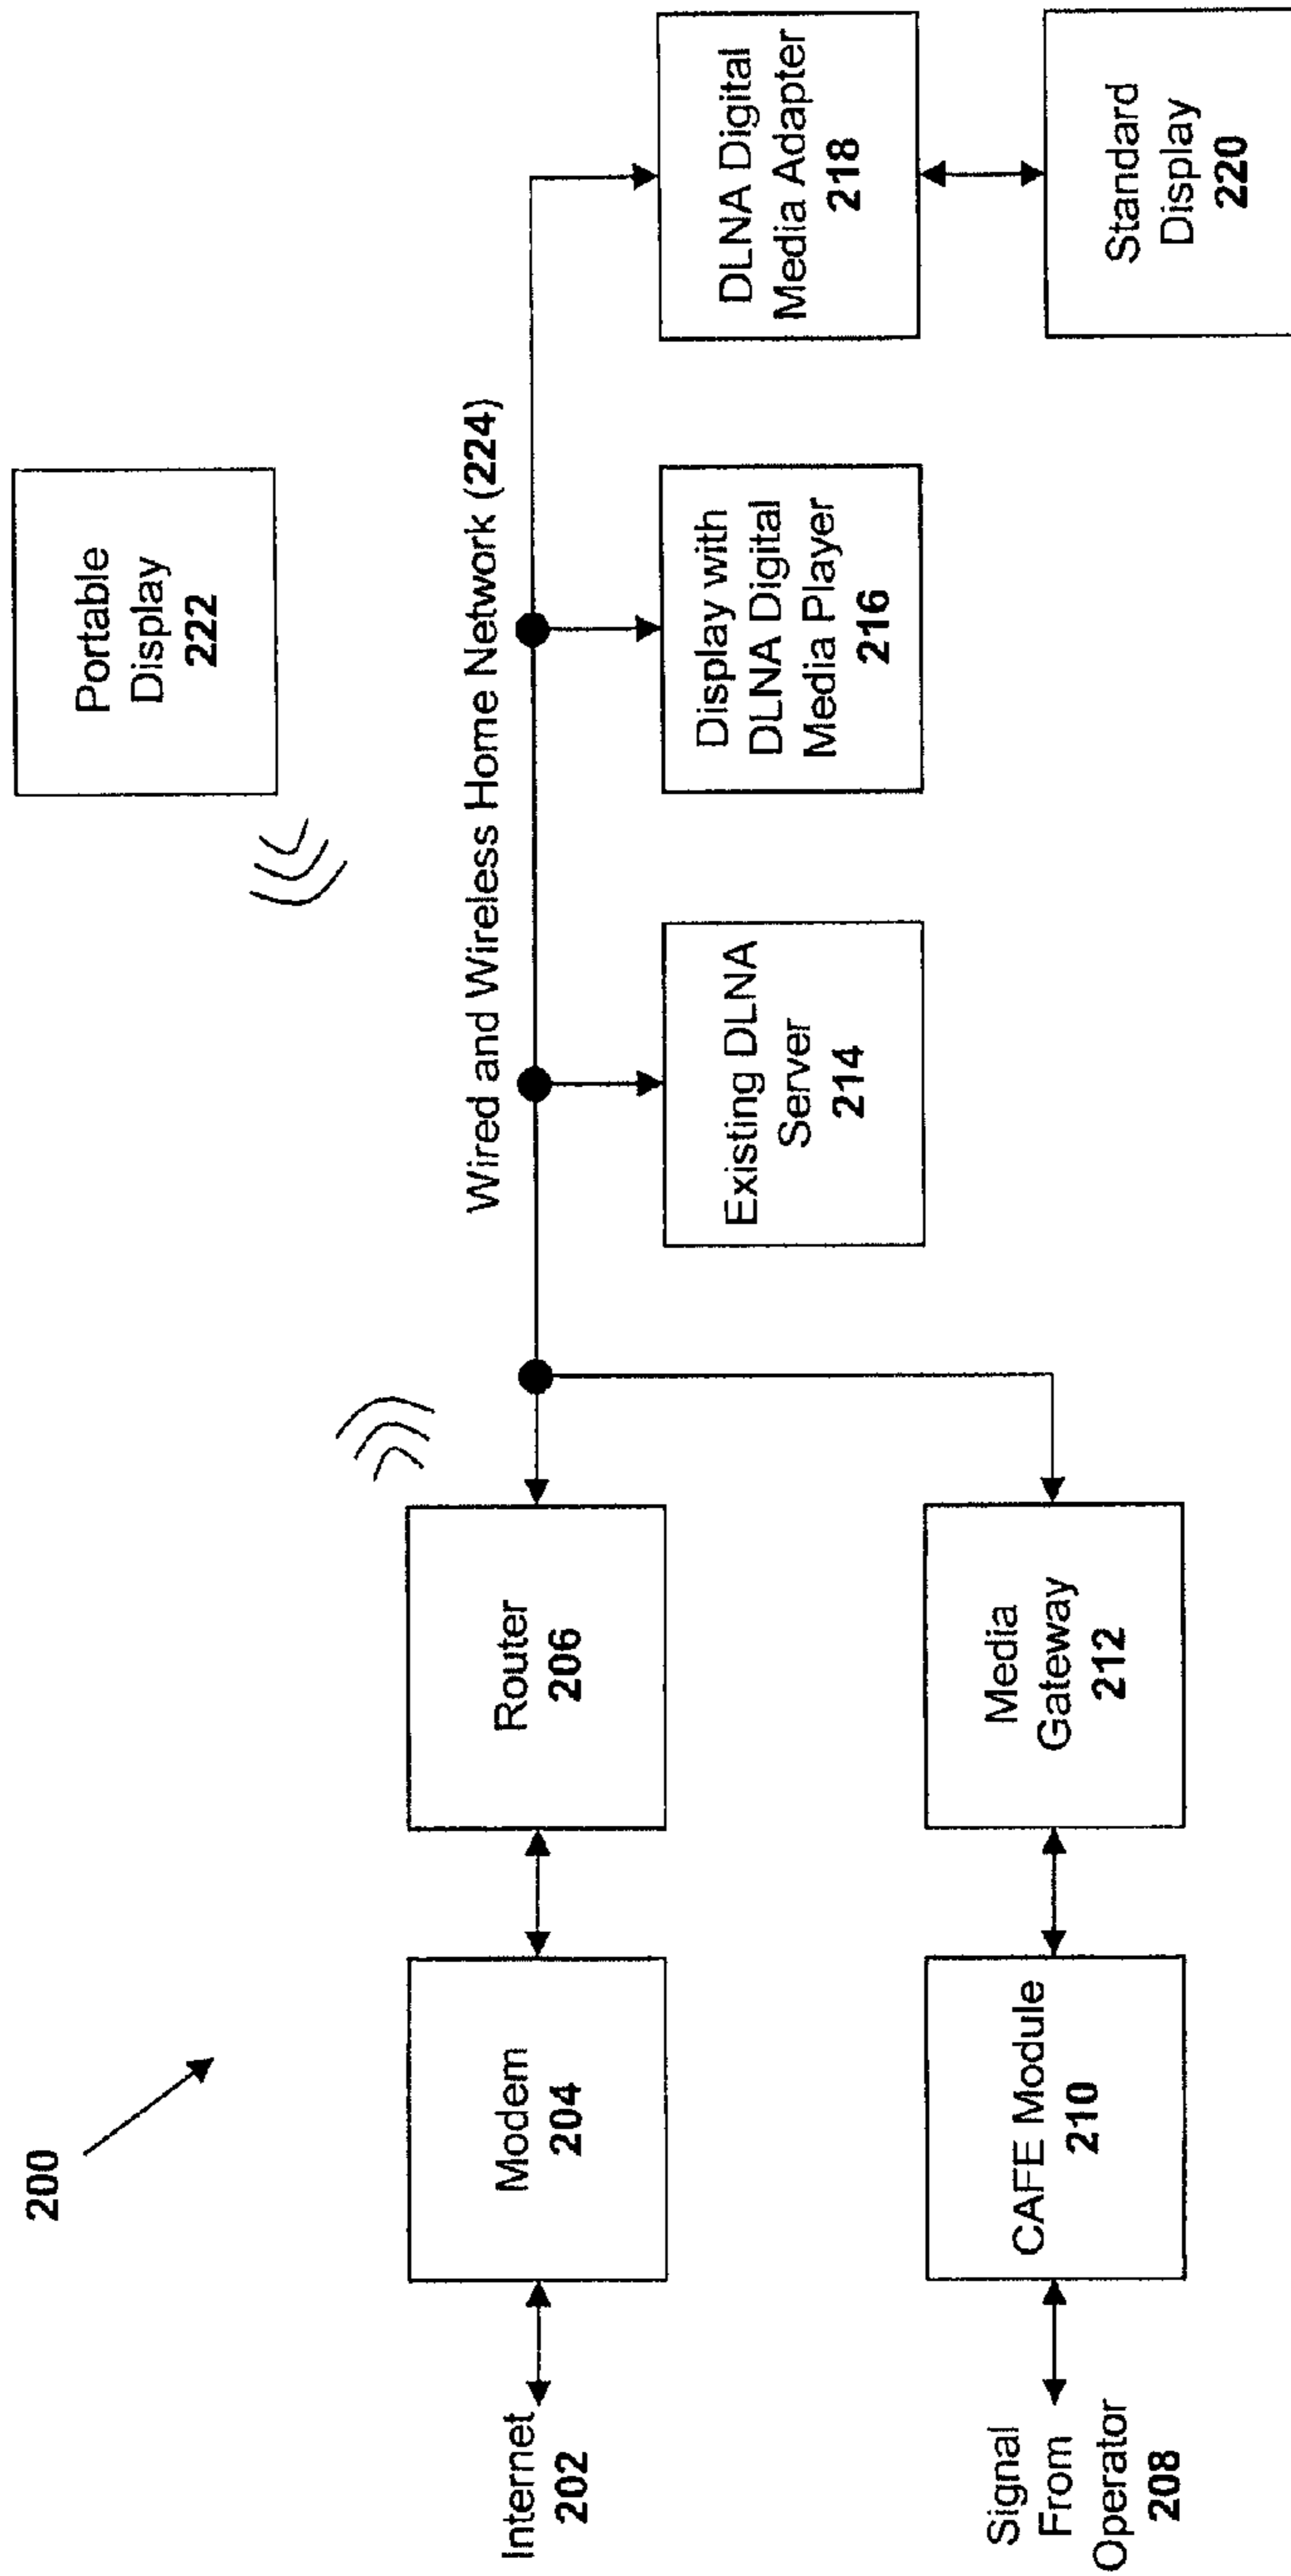 200
Portable
Display
222
Wired and Wireless Home Network (224)
Internet
202
Modem
204
Router
206
Existing DLNA
Server
214
Display with
DLNA Digital
Media Player
216
DLNA Digital
Media Adapter
218
Signal
From
Operator
208
CAFE Module
210
Media
Gateway
212
Standard
Display
220